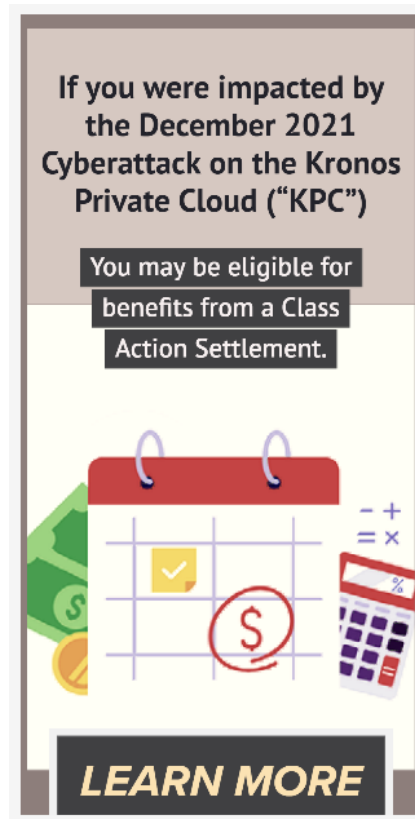 If you were impacted by
the December 2021
Cyberattack on the Kronos
Private Cloud (“KPC”)
You may be eligible for
benefits from a Class
Action Settlement.
$
- +
= ×
%
$
=
LEARN MORE